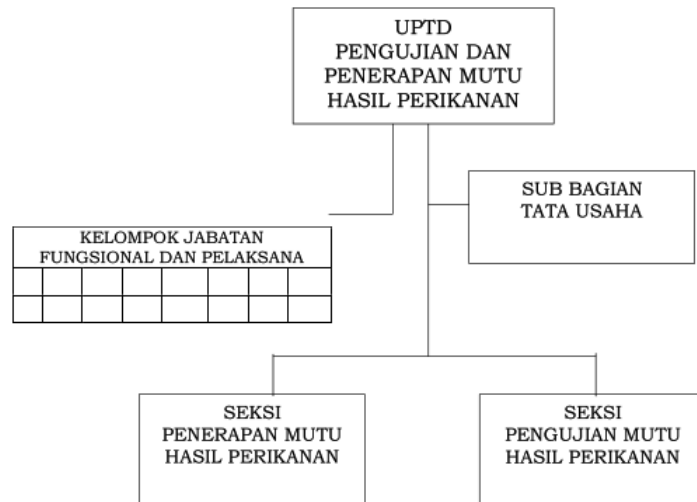 UPTD
PENGUJIAN DAN
PENERAPAN MUTU
HASIL PERIKANAN
SUB BAGIAN
TATA USAHA
KELOMPOK JABATAN
FUNGSIONAL DAN PELAKSANA
SEKSI
PENERAPAN MUTU
HASIL PERIKANAN
SEKSI
PENGUJIAN MUTU
HASIL PERIKANAN